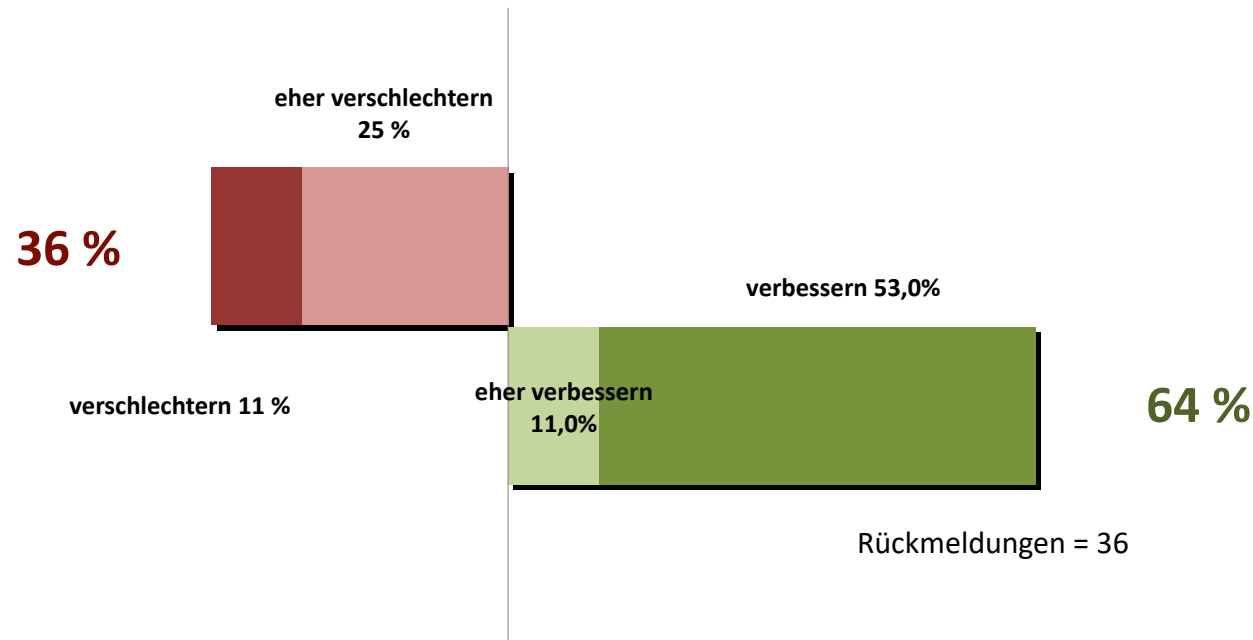 eher verschlechtern
25 %
36 %
verbessern 53,0%
verschlechtern 11 %
eher verbessern
11,0%
64 %
Rückmeldungen = 36